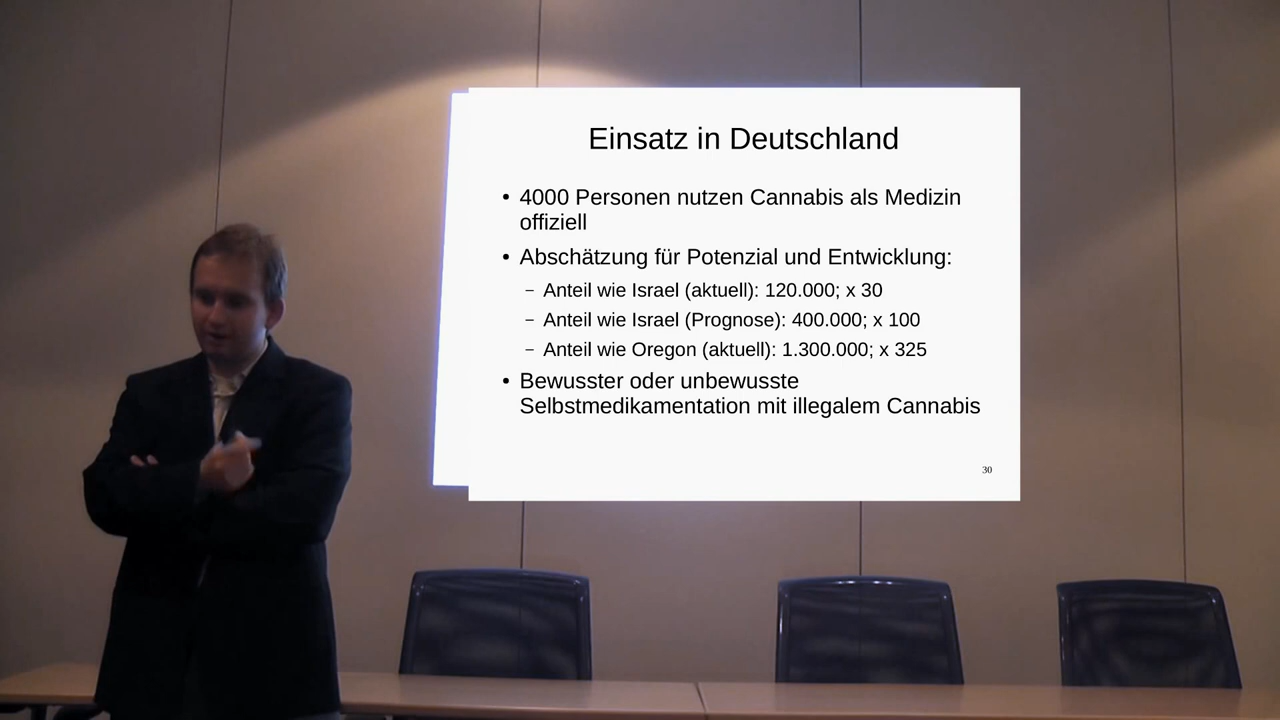 Einsatz in Deutschland
• 4000 Personen nutzen Cannabis als Medizin
offiziell
• Abschätzung für Potenzial und Entwicklung:
– Anteil wie Israel (aktuell): 120.000; x 30
– Anteil wie Israel (Prognose): 400.000; x 100
– Anteil wie Oregon (aktuell): 1.300.000; x 325
• Bewusster oder unbewusste
Selbstmedikamentation mit illegalem Cannabis
30